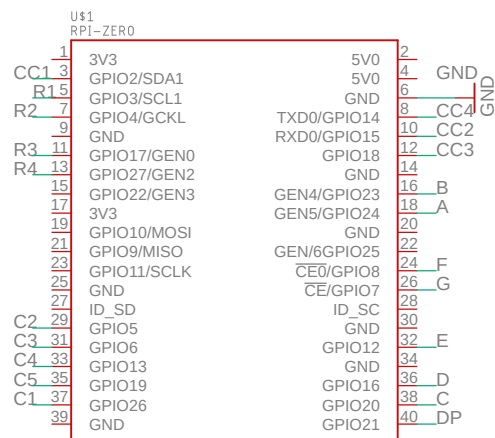 U$1
RPI-ZERO
1 3V3 5V0 2
CC1 3 GPIO2/SDA1 5V0 4 GND
R1 5 GPIO3/SCL1 GND 6 GND
R2 7 GPIO4/GCKL TXD0/GPIO14 8 CC4
9 GND RXD0/GPIO15 10 CC2
R3 11 GPIO17/GEN0 GPIO18 12 CC3
R4 13 GPIO27/GEN2 GND 14
15 GPIO22/GEN3 GEN4/GPIO23 16 B
17 3V3 GEN5/GPIO24 18 A
19 GPIO10/MOSI GND 20
21 GPIO9/MISO GEN/6GPIO25 22
23 GPIO11/SCLK CE0/GPIO8 24 F
25 GND CE/GPIO7 26 G
27 ID_SD ID_SC 28
C2 29 GPIO5 GND 30
C3 31 GPIO6 GPIO12 32 E
C4 33 GPIO13 GND 34
C5 35 GPIO19 GPIO16 36 D
C1 37 GPIO26 GPIO20 38 C
39 GND GPIO21 40 DP